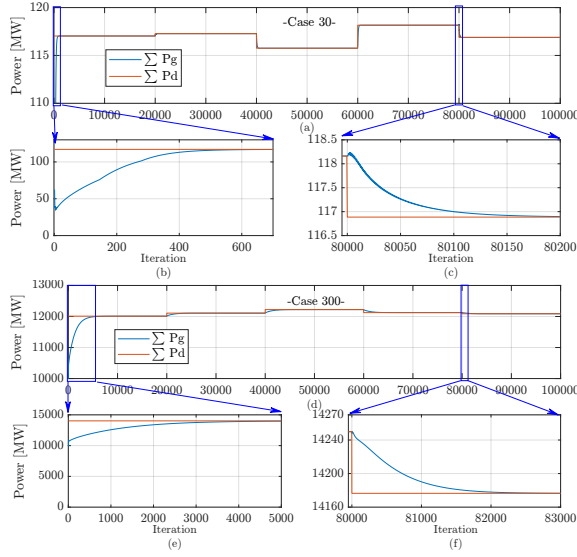 120
115
110
Power [MW]
-Case 30-
∑ Pg
∑ Pd
0 10000 20000 30000 40000 50000 60000 70000 80000 90000 100000
(a)
100
50
0
Power [MW]
0 200 400 600
Iteration
(b)
118.5
118
117.5
117
116.5
80000 80050 80100 80150 80200
Iteration
(c)
13000
12000
11000
10000
Power [MW]
-Case 300-
∑ Pg
∑ Pd
0 10000 20000 30000 40000 50000 60000 70000 80000 90000 100000
(d)
15000
10000
5000
0
Power [MW]
0 1000 2000 3000 4000 5000
Iteration
(e)
14270
14240
14200
14160
80000 81000 82000 83000
Iteration
(f)